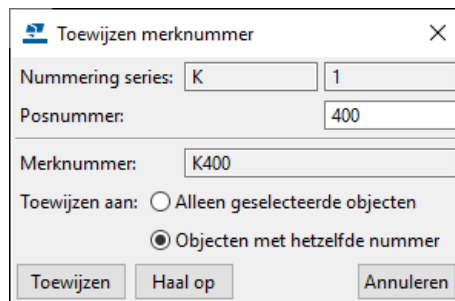 Toewijzen merknummer
Nummering series: K 1
Posnummer: 400
Merknummer: K400
Toewijzen aan: Alleen geselecteerde objecten
Objecten met hetzelfde nummer
Toewijzen Haal op Annuleren